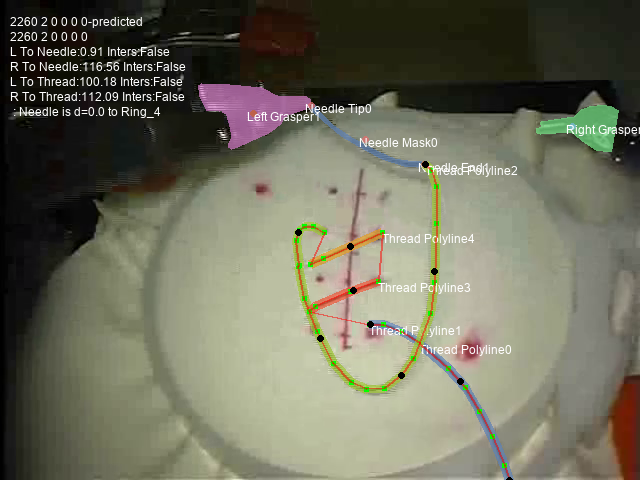 2260 2 0 0 0 0-predicted
2260 2 0 0 0 0
L To Needle:0.91 Inters:False
R To Needle:116.56 Inters:False
L To Thread:100.18 Inters:False
R To Thread:112.09 Inters:False
: Needle is d=0.0 to Ring_4
Needle Tip0
Left Grasper1
Right Grasper
Needle Mask0
Needle End1
Thread Polyline2
Thread Polyline4
Thread Polyline3
Thread Polyline1
Thread Polyline0